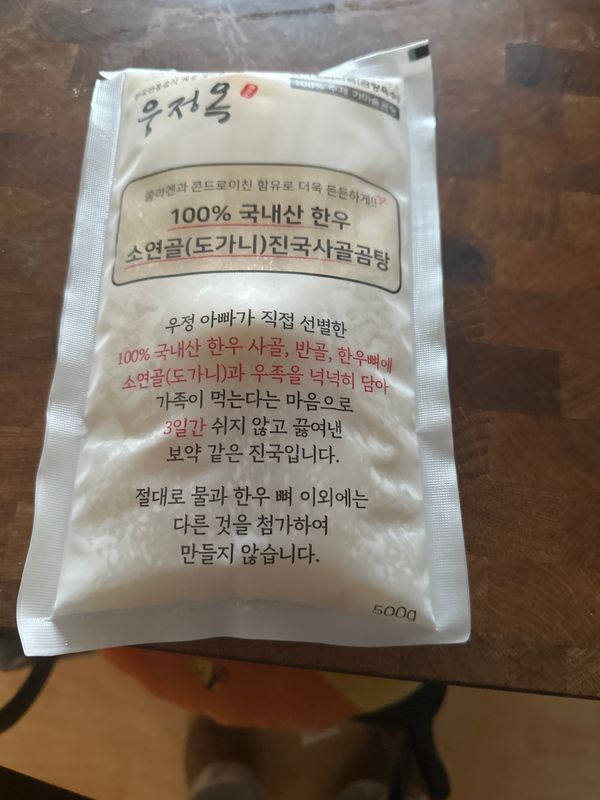 우정옥
100% 국내산 한우
콜라겐과 콘드로이친 함유로 더욱 든든하게!!
100% 국내산 한우
소연골(도가니)진국사골곰탕
우정 아빠가 직접 선별한
100% 국내산 한우 사골, 반골, 한우뼈에
소연골(도가니)과 우족을 넉넉히 담아
가족이 먹는다는 마음으로
3일간 쉬지 않고 끓여낸
보약 같은 진국입니다.
절대로 물과 한우 뼈 이외에는
다른 것을 첨가하여
만들지 않습니다.
500g